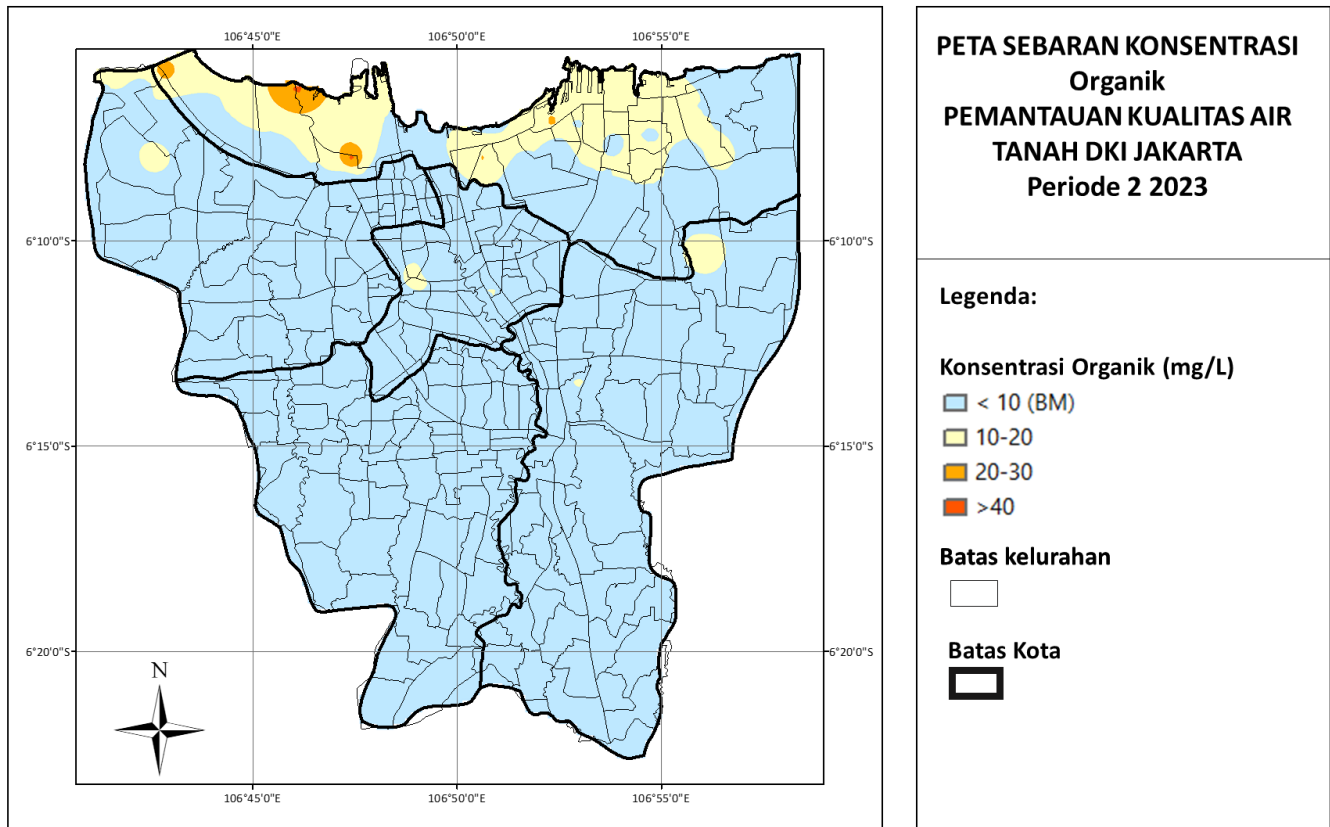 106°45'0"E
106°50'0"E
106°55'0"E
6°10'0"S
6°10'0"S
6°15'0"S
6°15'0"S
6°20'0"S
6°20'0"S
N
106°45'0"E
106°50'0"E
106°55'0"E
PETA SEBARAN KONSENTRASI
Organik
PEMANTAUAN KUALITAS AIR
TANAH DKI JAKARTA
Periode 2 2023
Legenda:
Konsentrasi Organik (mg/L)
< 10 (BM)
10-20
20-30
>40
Batas kelurahan
Batas Kota